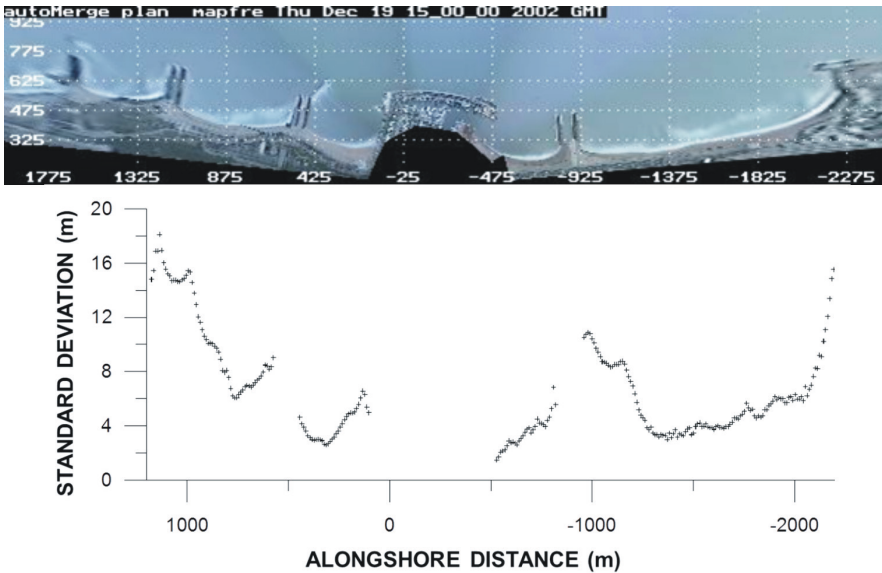 autoMerge plan mapfre Thu Dec 19 15_00_00 2002 GMT
925
775
625
475
325
1775 1325 875 425 -25 -475 -925 -1375 -1825 -2275
20
16
12
8
4
0
STANDARD DEVIATION (m)
1000 0 -1000 -2000
ALONGSHORE DISTANCE (m)